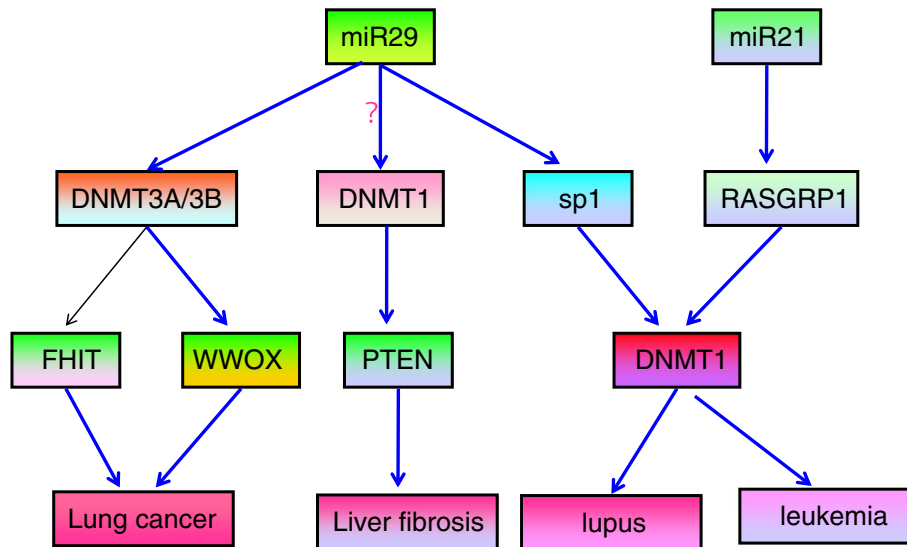 miR29
miR21
?
DNMT3A/3B
DNMT1
sp1
RASGRP1
FHIT
WWOX
PTEN
DNMT1
Lung cancer
Liver fibrosis
lupus
leukemia